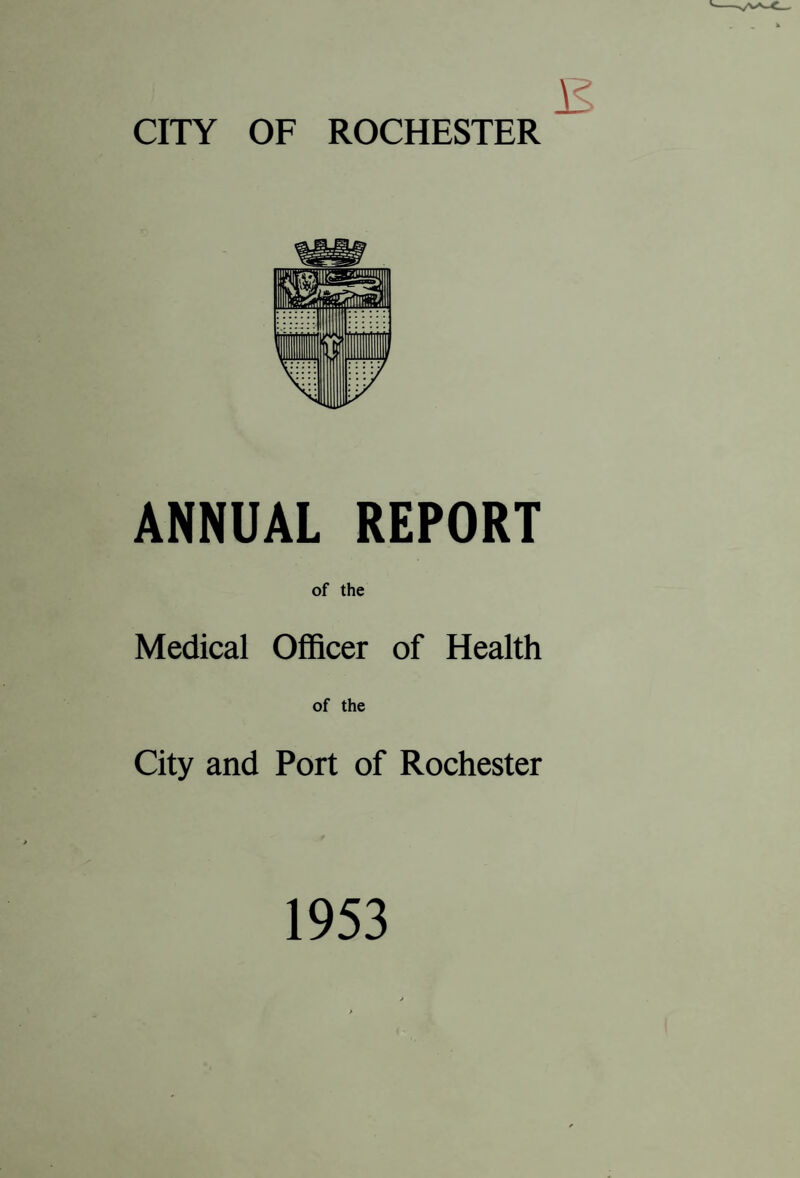 B
CITY OF ROCHESTER
ANNUAL REPORT
of the
Medical Officer of Health
of the
City and Port of Rochester
1953